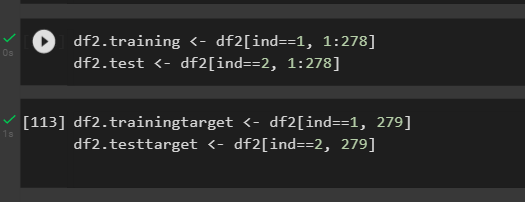 df2.training <- df2[ind==1, 1:278]
0s
df2.test <- df2[ind==2, 1:278]
[113] df2.trainingtarget <- df2[ind==1, 279]
1s
df2.testtarget <- df2[ind==2, 279]